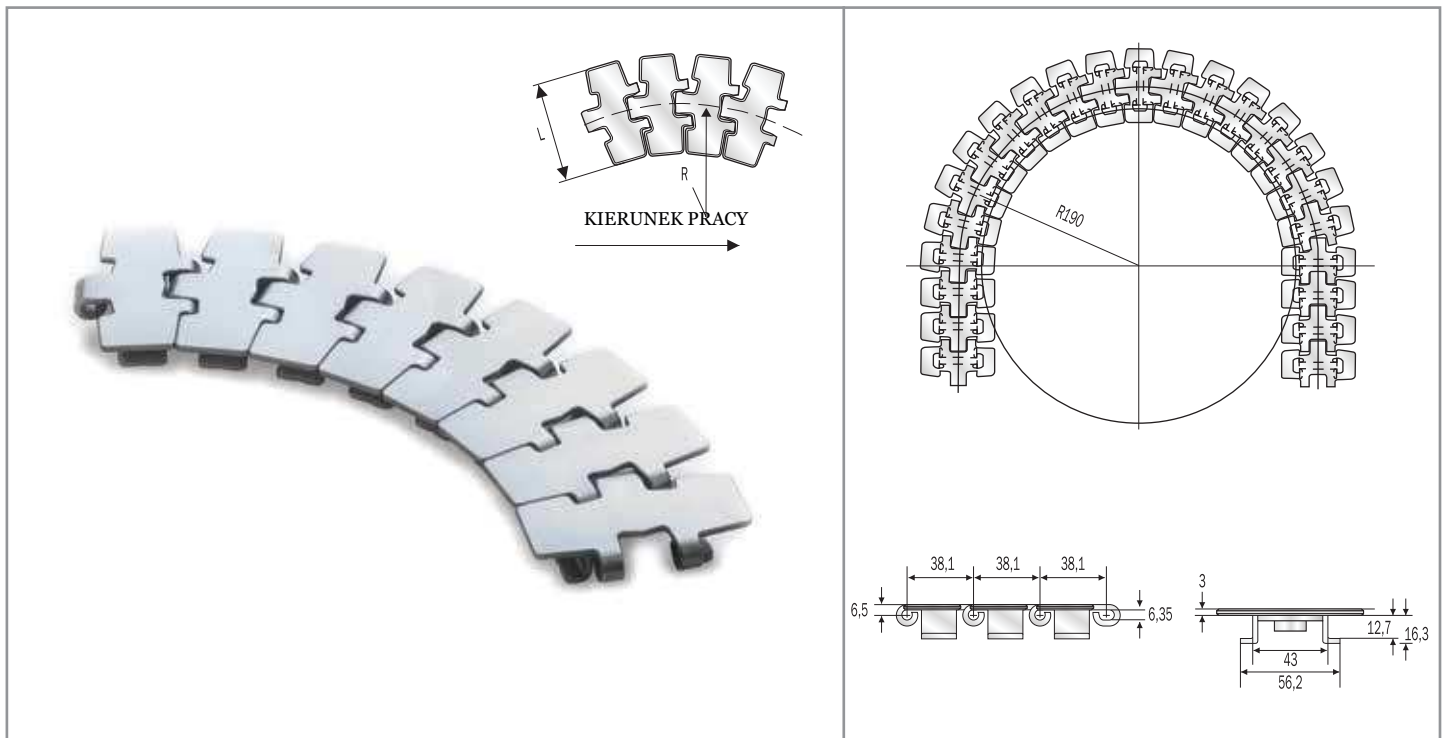 L
R
KIERUNEK PRACY
R190
38,1 38,1 38,1
6,5
6,35
3
12,7
16,3
43
56,2